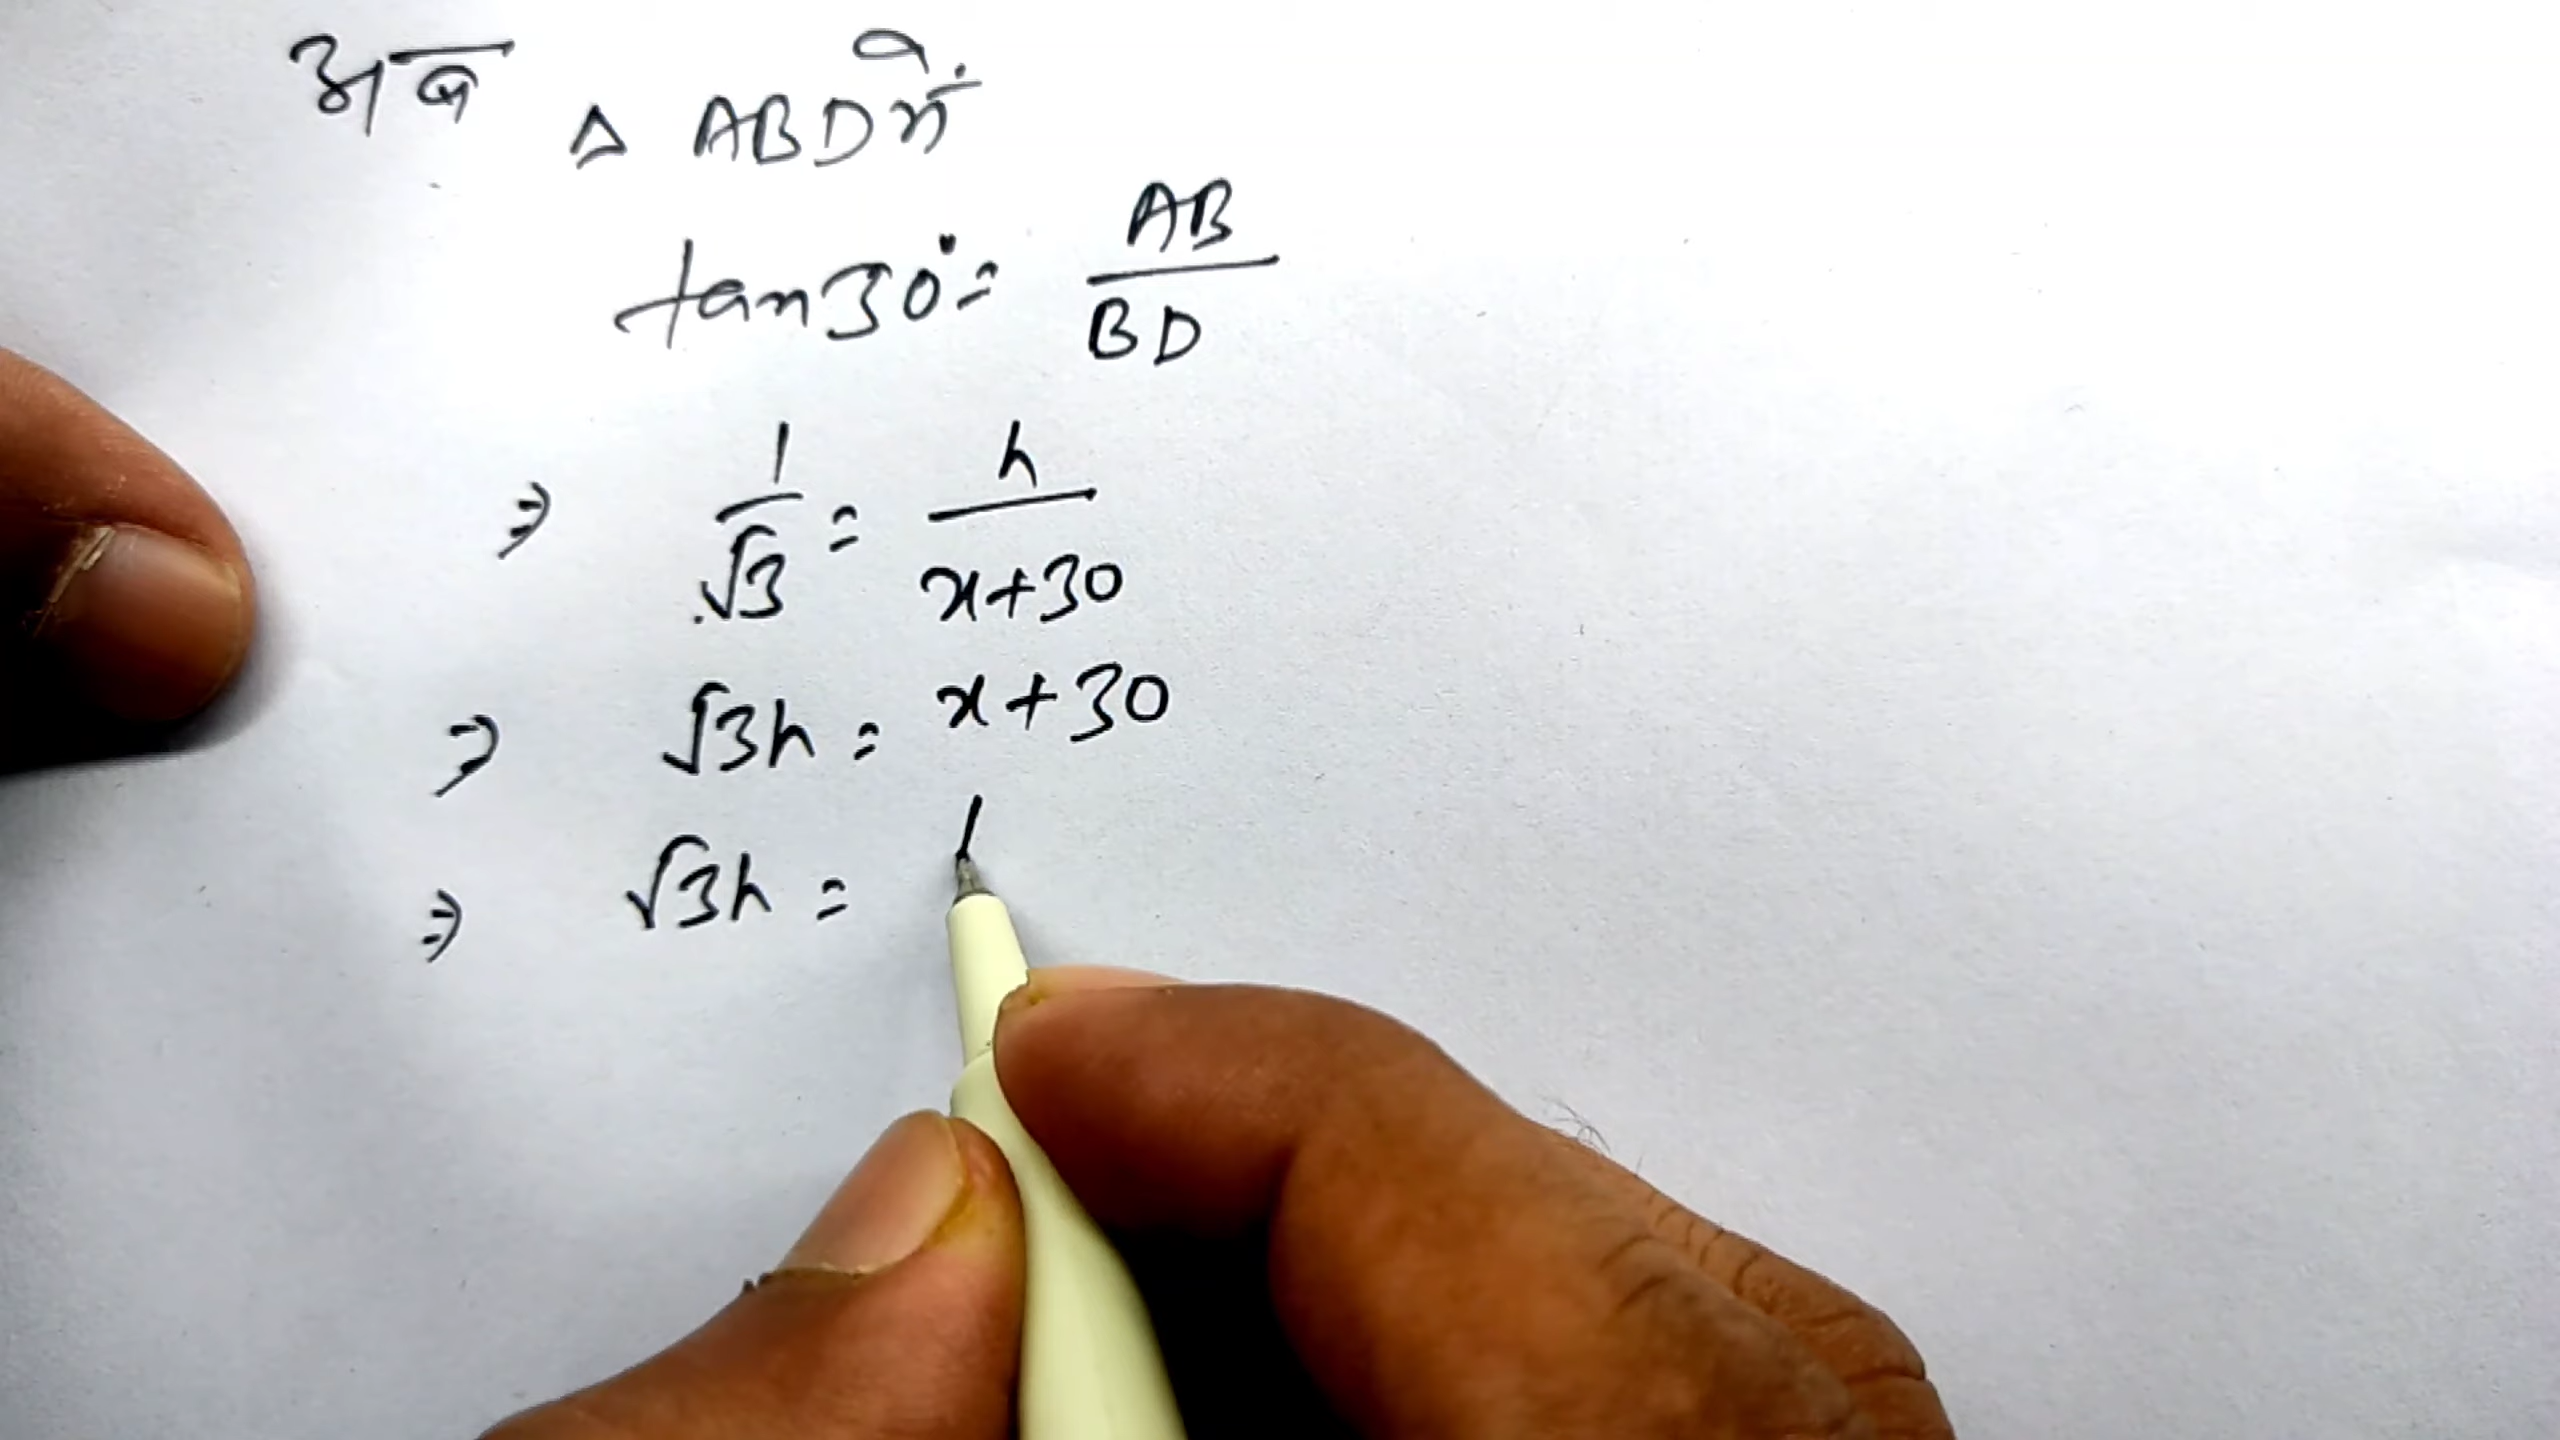 अब △ ABD में
tan30° = AB/BD
⇒ 1/√3 = h/x+30
⇒ √3h = x+30
⇒ √3h =